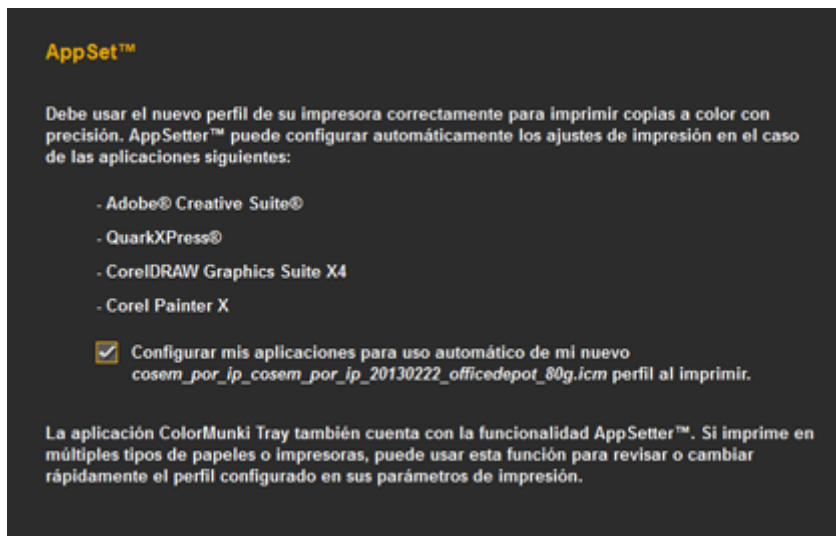 AppSet™
Debe usar el nuevo perfil de su impresora correctamente para imprimir copias a color con
precisión. AppSetter™ puede configurar automáticamente los ajustes de impresión en el caso
de las aplicaciones siguientes:
- Adobe® Creative Suite®
- QuarkXPress®
- CorelDRAW Graphics Suite X4
- Corel Painter X
Configurar mis aplicaciones para uso automático de mi nuevo
cosem_por_ip_cosem_por_ip_20130222_officedepot_80g.icm perfil al imprimir.
La aplicación ColorMunki Tray también cuenta con la funcionalidad AppSetter™. Si imprime en
múltiples tipos de papeles o impresoras, puede usar esta función para revisar o cambiar
rápidamente el perfil configurado en sus parámetros de impresión.